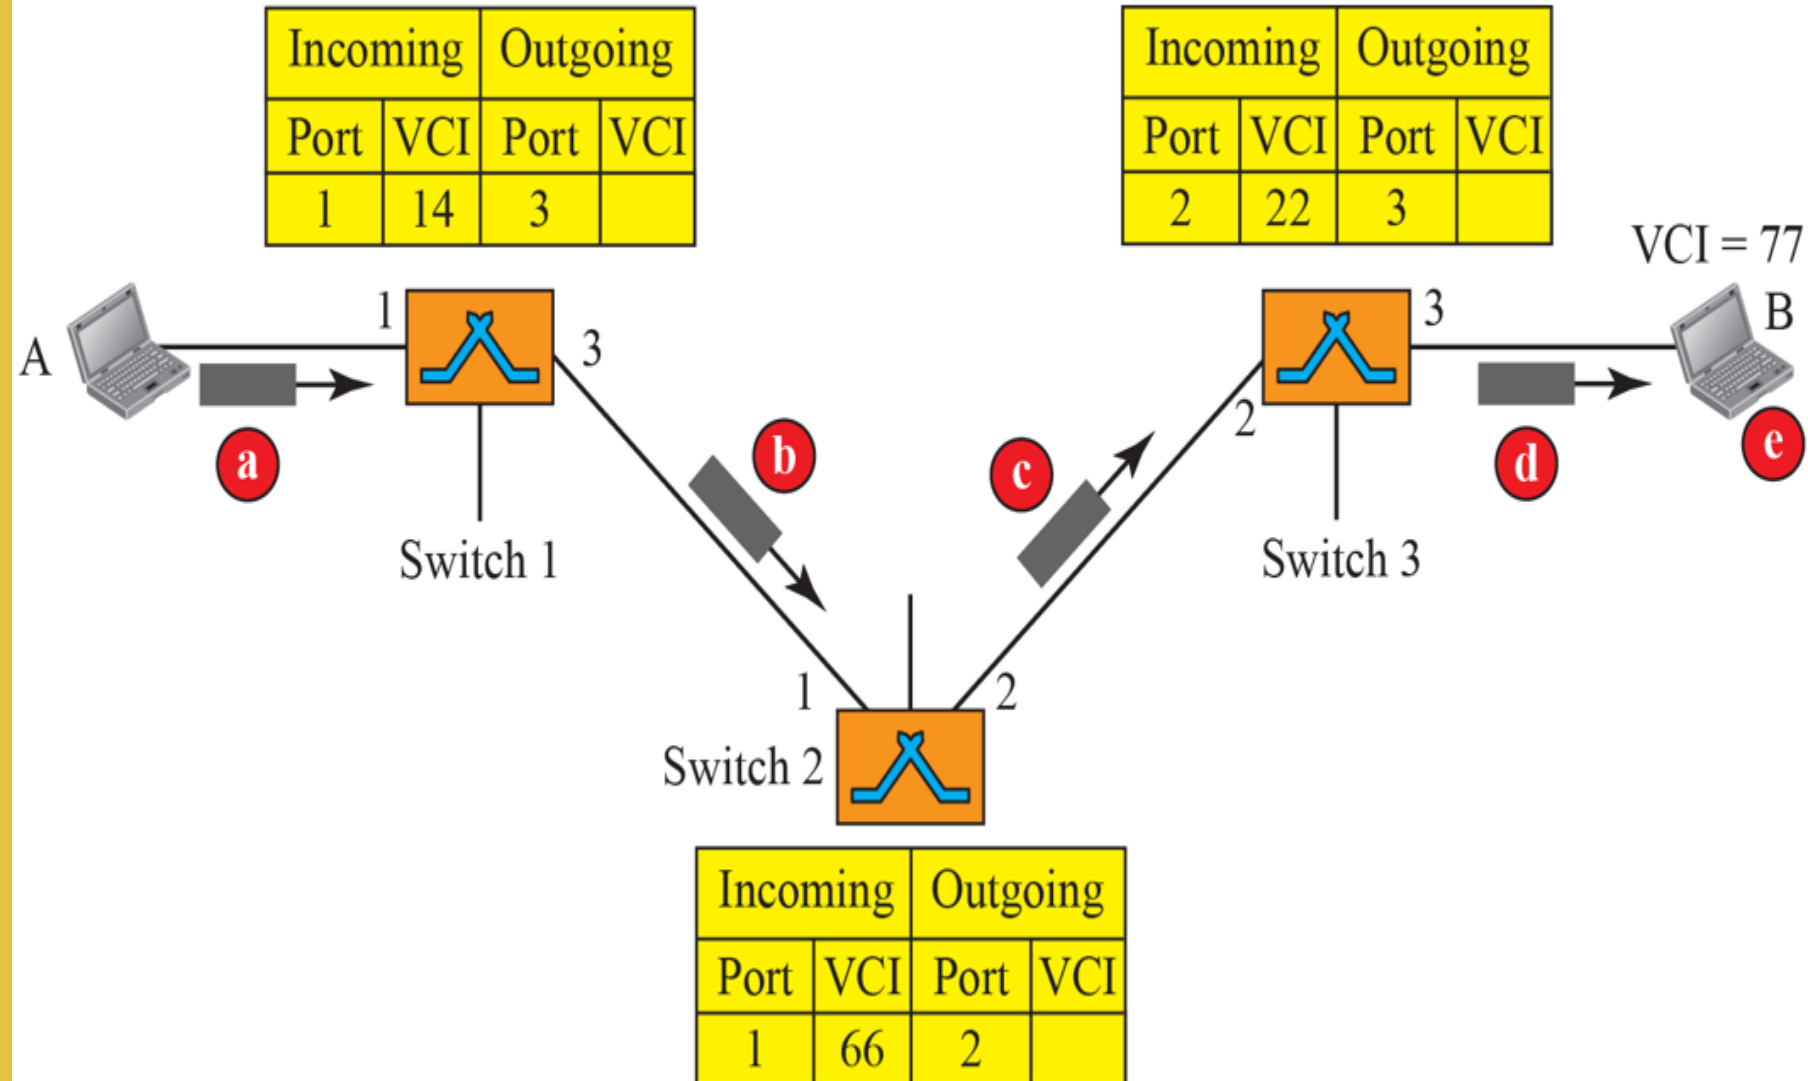 Incoming Outgoing
Port VCI Port VCI
1 14 3
Incoming Outgoing
Port VCI Port VCI
2 22 3
VCI = 77
A
1
3
3
B
2
a
b
c
d
e
Switch 1
Switch 3
1
2
Switch 2
Incoming Outgoing
Port VCI Port VCI
1 66 2